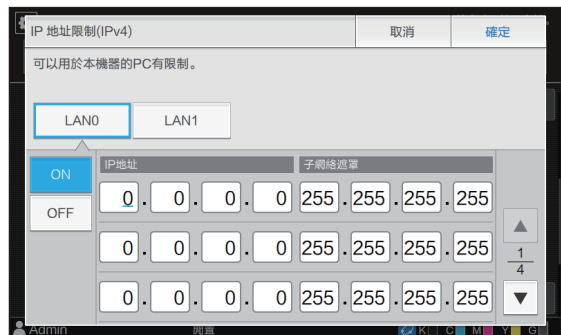 IP 地址限制(IPv4) 取消 確定
可以用於本機器的PC有限制。
LAN0 LAN1
ON IP地址 子網絡遮罩
0 . 0 . 0 . 0 255 . 255 . 255 . 255
OFF
0 . 0 . 0 . 0 255 . 255 . 255 . 255
1
4
0 . 0 . 0 . 0 255 . 255 . 255 . 255
Admin 閒置 K C M Y G